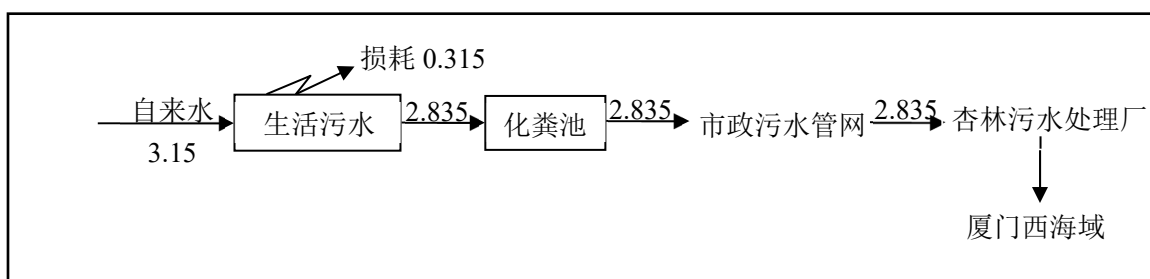 损耗 0.315
自来水
3.15
生活污水
2.835
化粪池
2.835
市政污水管网
2.835
杏林污水处理厂
厦门西海域